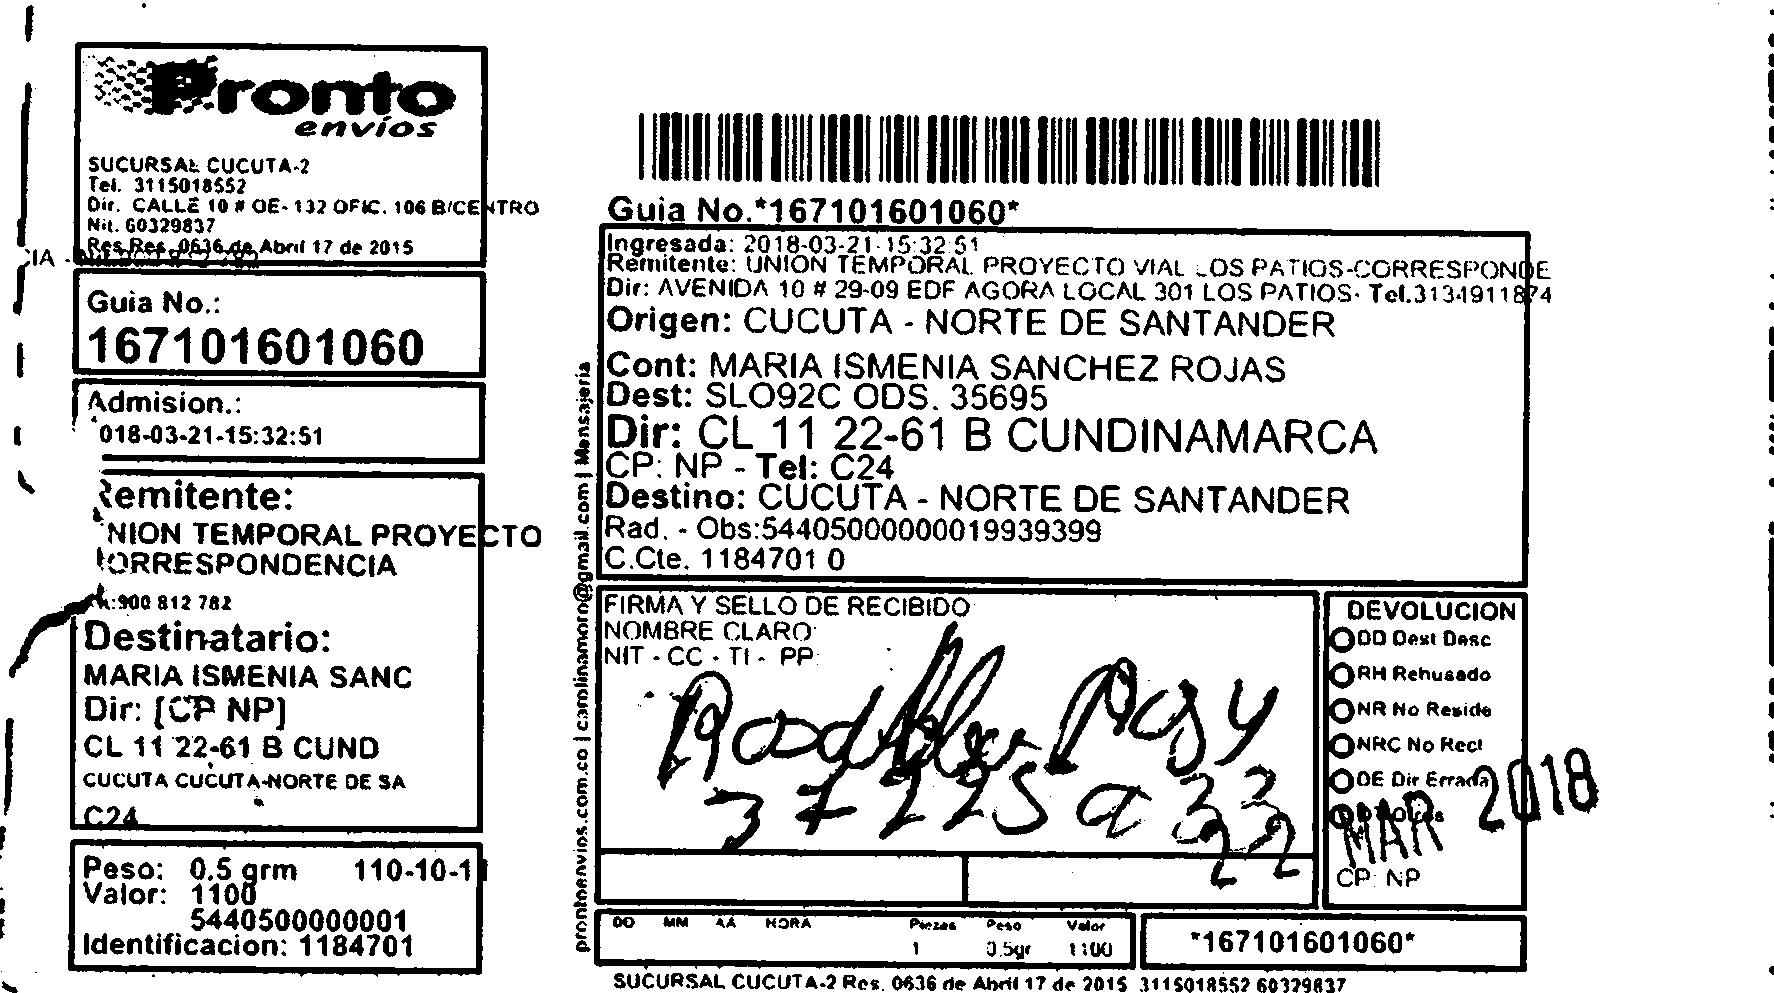 Pronto
envíos
SUCURSAL CUCUTA-2
Tel. 3115018552
Dir. CALLE 10 # OE-132 OFIC. 106 B/CENTRO
Nit. 60329837
Res Res. 0636 de Abril 17 de 2015
Guia No.:
167101601060
Admision.:
018-03-21-15:32:51
Remitente:
NION TEMPORAL PROYECTO
ORRESPONDENCIA
:900 812 782
Destinatario:
MARIA ISMENIA SANC
Dir: [CP NP]
CL 11 22-61 B CUND
CUCUTA CUCUTA-NORTE DE SA
C24
Peso: 0.5 grm 110-10-1
Valor: 1100
5440500000001
Identificacion: 1184701
prontoenvios.com.co | carolinamoro@gmail.com | Mensajeria
Guia No.*167101601060*
Ingresada: 2018-03-21-15:32:51
Remitente: UNION TEMPORAL PROYECTO VIAL LOS PATIOS-CORRESPONDE
Dir: AVENIDA 10 # 29-09 EDF AGORA LOCAL 301 LOS PATIOS- Tel.3134911874
Origen: CUCUTA - NORTE DE SANTANDER
Cont: MARIA ISMENIA SANCHEZ ROJAS
Dest: SLO92C ODS. 35695
Dir: CL 11 22-61 B CUNDINAMARCA
CP: NP - Tel: C24
Destino: CUCUTA - NORTE DE SANTANDER
Rad. - Obs:54405000000019939399
C.Cte. 1184701 0
FIRMA Y SELLO DE RECIBIDO
NOMBRE CLARO:
NIT - CC - TI - PP:
DEVOLUCION
DD Dest Desc
RH Rehusado
NR No Reside
NRC No Recl
DE Dir Errada
MAR 2018
CP: NP
DD MM AA HORA Piezas Peso Valor
1 0.5gr 1100
*167101601060*
SUCURSAL CUCUTA-2 Res. 0636 de Abril 17 de 2015 3115018552 60329837